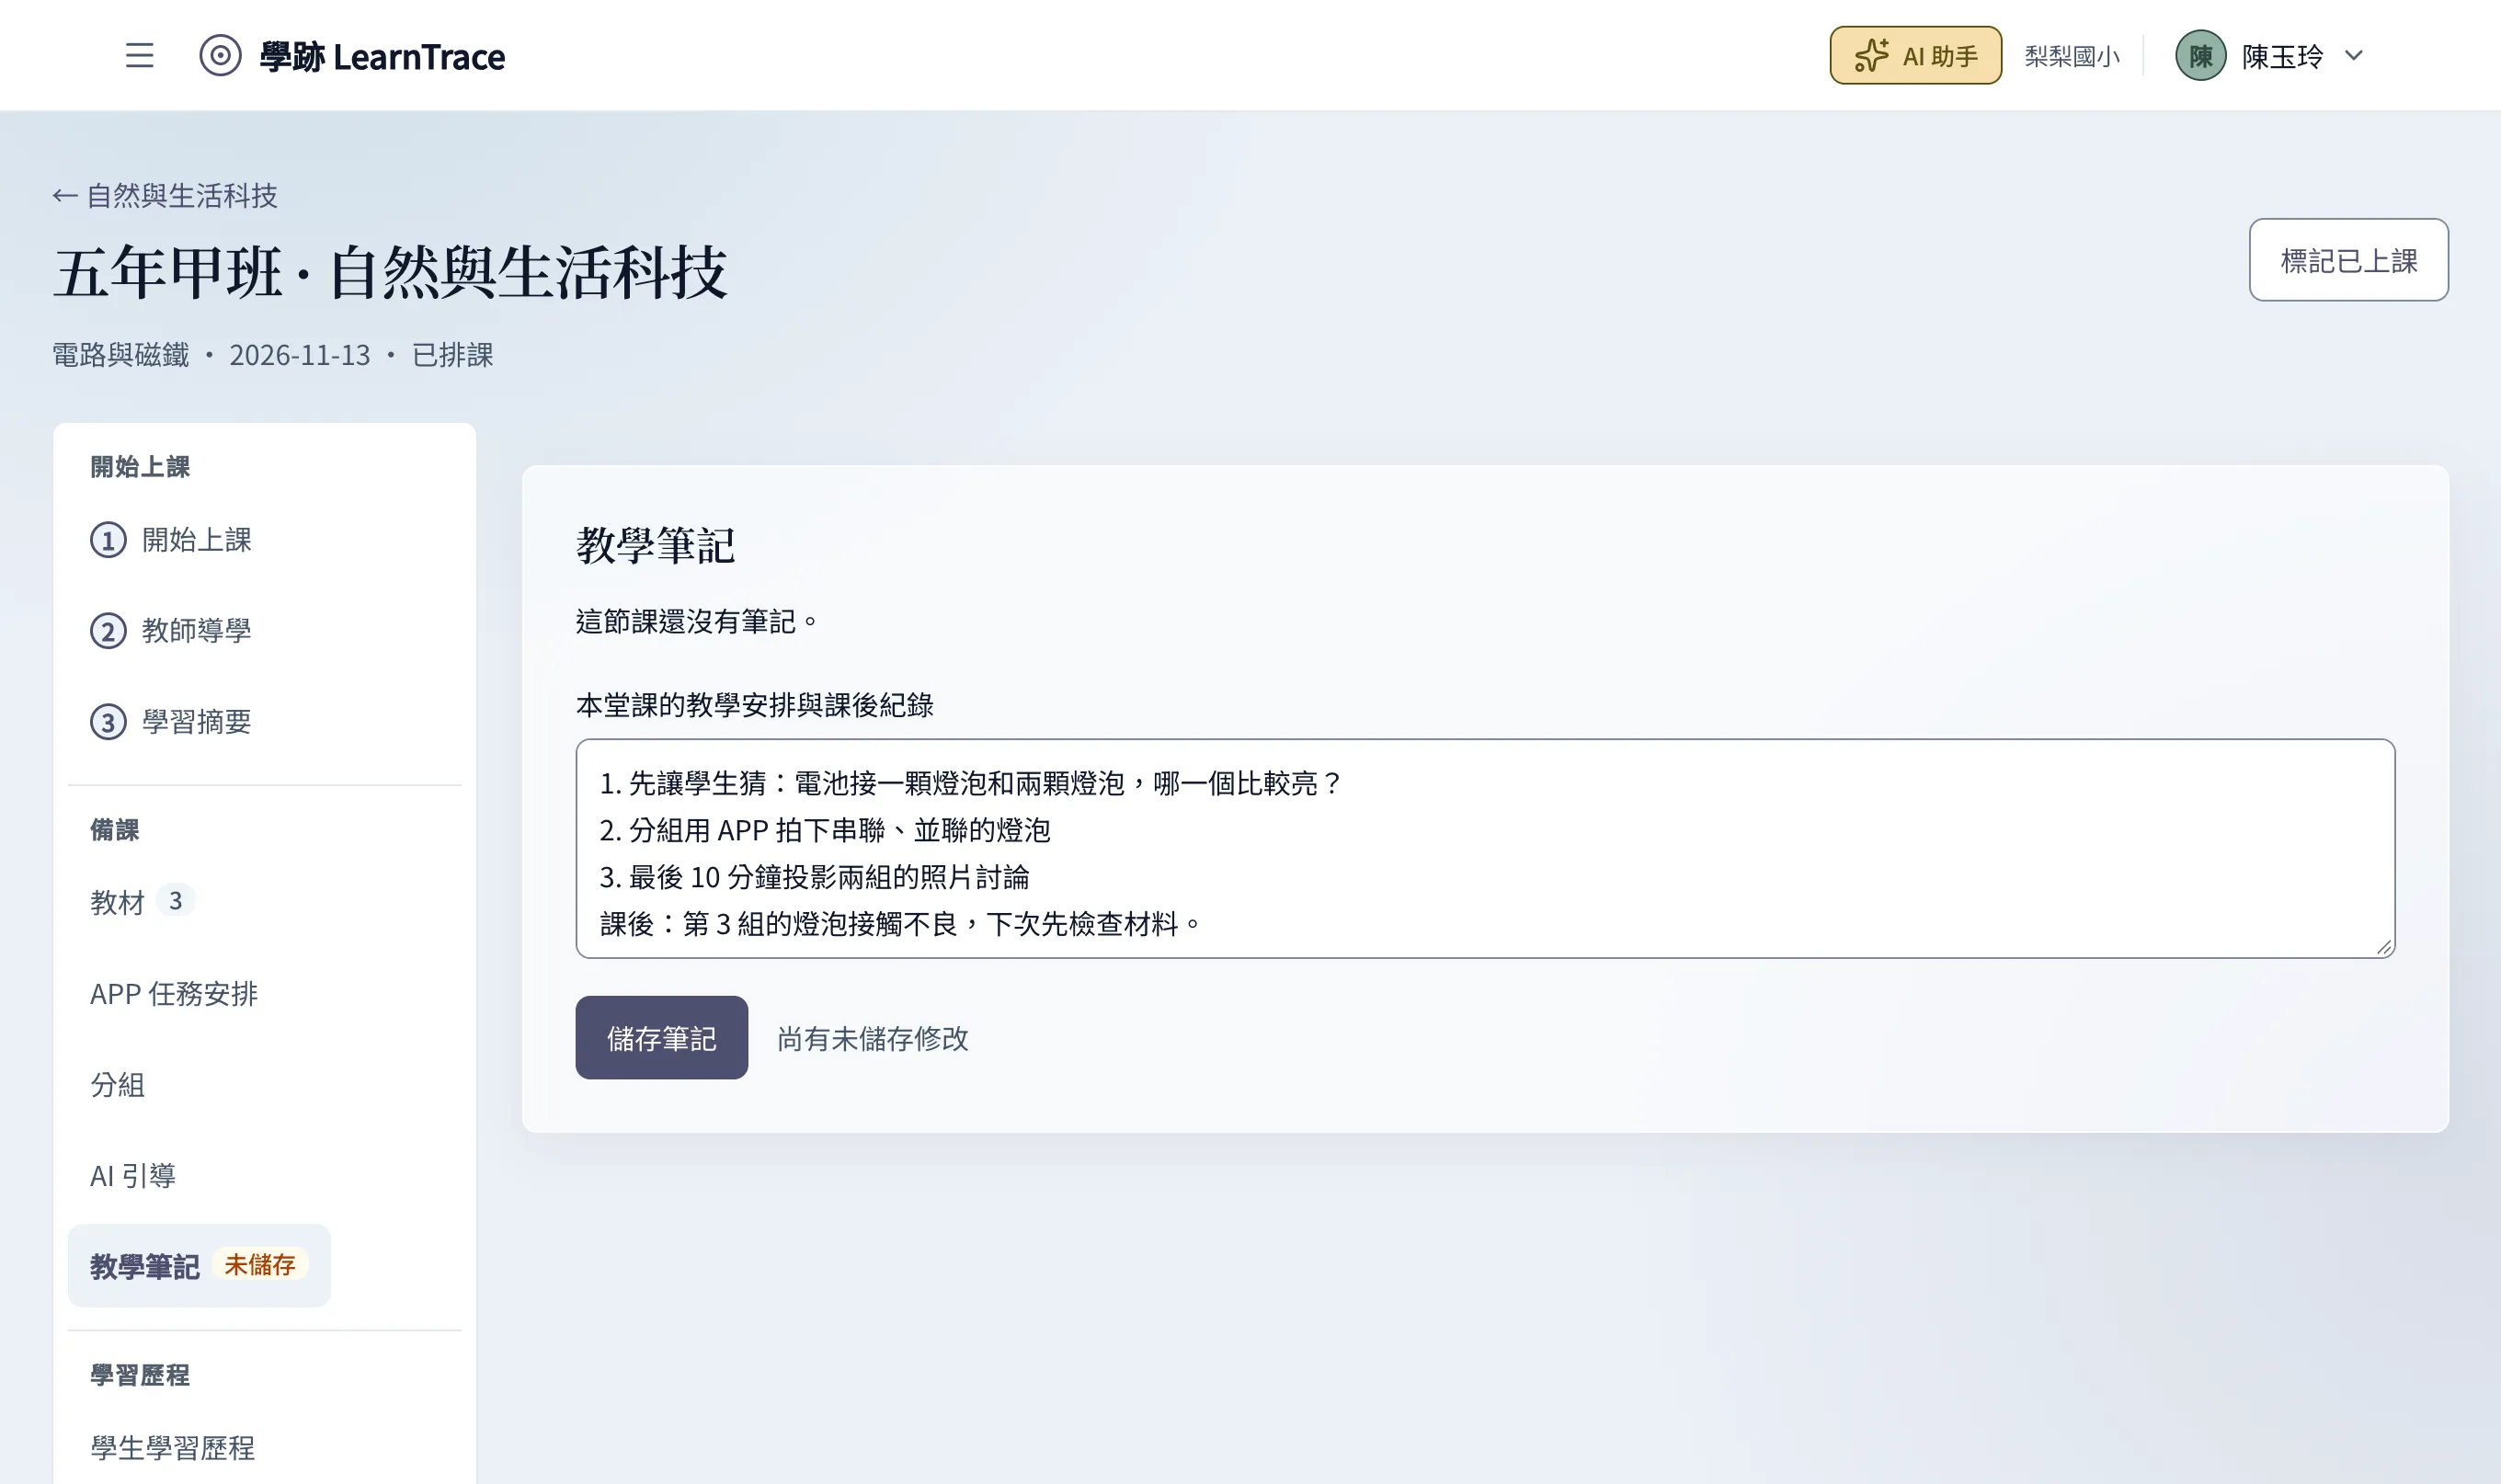 學跡 LearnTrace
AI 助手
梨梨國小
陳
陳玉玲
← 自然與生活科技
五年甲班 · 自然與生活科技
標記已上課
電路與磁鐵 · 2026-11-13 · 已排課
開始上課
1 開始上課
2 教師導學
3 學習摘要
備課
教材 3
APP 任務安排
分組
AI 引導
教學筆記 未儲存
學習歷程
學生學習歷程
教學筆記
這節課還沒有筆記。
本堂課的教學安排與課後紀錄
1. 先讓學生猜：電池接一顆燈泡和兩顆燈泡，哪一個比較亮？
2. 分組用 APP 拍下串聯、並聯的燈泡
3. 最後 10 分鐘投影兩組的照片討論
課後：第 3 組的燈泡接觸不良，下次先檢查材料。
儲存筆記
尚有未儲存修改